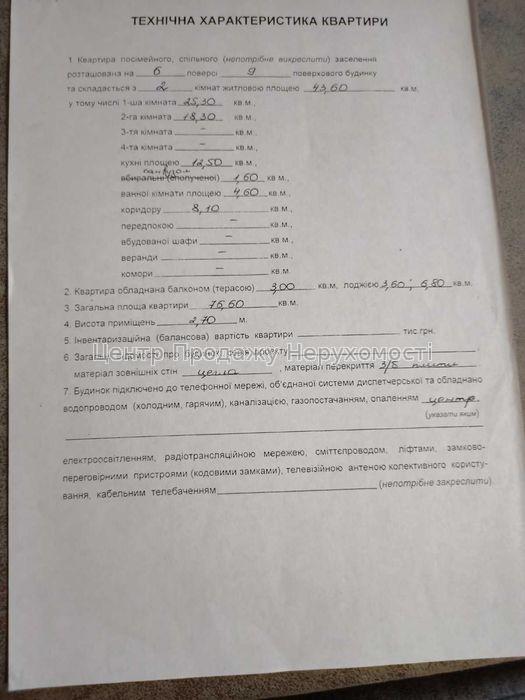 ТЕХНІЧНА ХАРАКТЕРИСТИКА КВАРТИРИ
1 Квартира посімейного, спільного (непотрібне викреслити) заселення
розташована на 6 поверсі 9 поверхового будинку
та складається з 2 кімнат житловою площею 43,60 кв.м.
у тому числі 1-ша кімната 25,30 кв.м.,
2-га кімната 18,30 кв.м.,
3-тя кімната – кв.м.,
4-та кімната – кв.м.,
кухні площею 12,50 кв.м.,
санвузол
вбиральні (сполученої) 1,60 кв.м.,
ванної кімнати площею 4,60 кв.м.,
коридору 8,10 кв.м.,
передпокою – кв.м.,
вбудованої шафи – кв.м.,
веранди – кв.м.,
комори – кв.м.
2. Квартира обладнана балконом (терасою) 3,00 кв.м, лоджією 3,60; 6,80 кв.м.
3. Загальна площа квартири 76,60 кв.м.
4. Висота приміщень 2,70 м.
5. Інвентаризаційна (балансова) вартість квартири тис.грн.
Центр Продажу Нерухомості
6. про
матеріал зовнішніх стін цегла, матеріал перекриття З/Б плити
7. Будинок підключено до телефонної мережі, об'єднаної системи диспетчерської та обладнано
водопроводом (холодним, гарячим), каналізацією, газопостачанням, опаленням центр.
(указати яким)
електроосвітленням, радіотрансляційною мережею, сміттєпроводом, ліфтами, замково-
переговірними пристроями (кодовими замками), телевізійною антеною колективного користу-
вання, кабельним телебаченням (непотрібне закреслити)